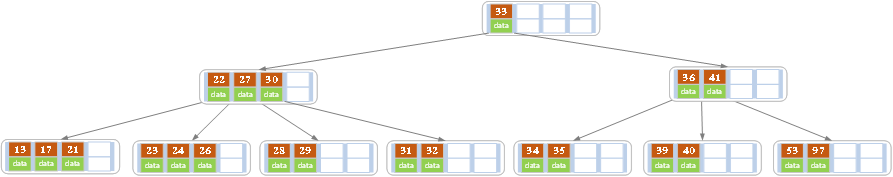 33
data
22 27 30
data data data
36 41
data data
13 17 21
data data data
23 24 26
data data data
28 29
data data
31 32
data data
34 35
data data
39 40
data data
53 97
data data